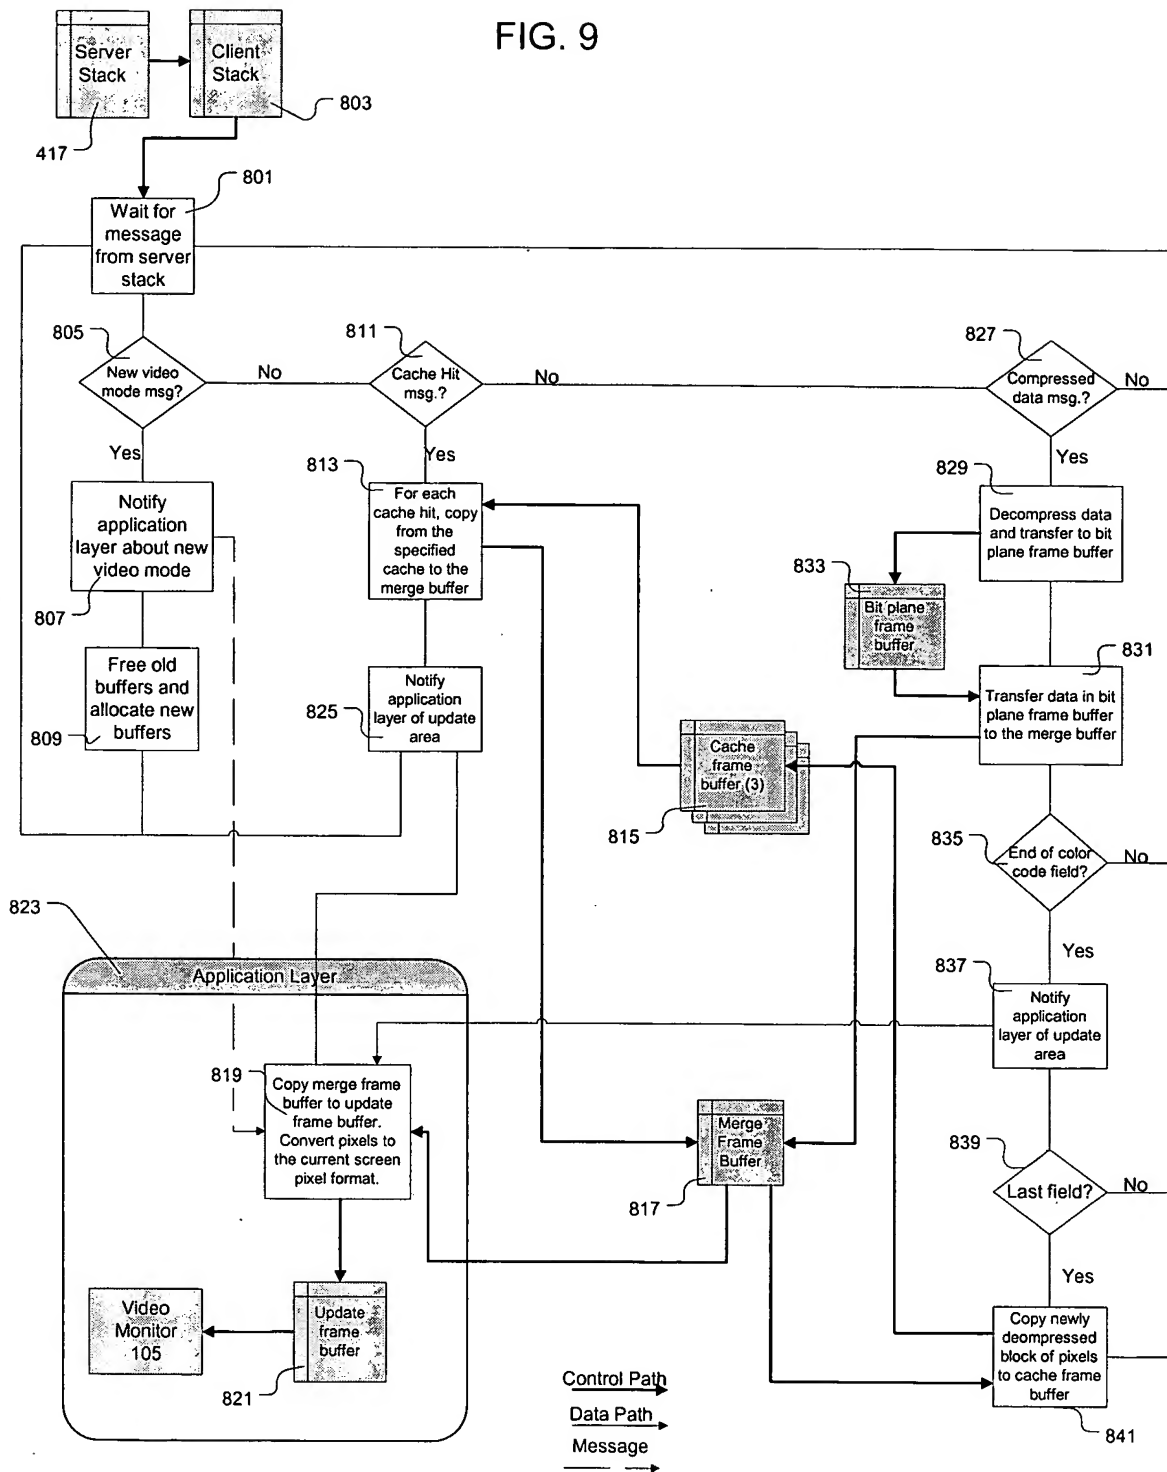 FIG. 9
Server
Stack
Client
Stack
803
417
801
Wait for
message
from server
stack
805
New video
mode msg?
No
811
Cache Hit
msg.?
No
827
Compressed
data msg.?
No
Yes
Yes
Yes
Notify
application
layer about new
video mode
807
813
For each
cache hit, copy
from the
specified
cache to the
merge buffer
829
Decompress data
and transfer to bit
plane frame buffer
833
Bit plane
frame
buffer
831
Transfer data in bit
plane frame buffer
to the merge buffer
Free old
buffers and
allocate new
buffers
809
Notify
application
layer of update
area
825
Cache
frame
buffer (3)
815
835
End of color
code field?
No
Yes
823
Application Layer
837
Notify
application
layer of update
area
819
Copy merge frame
buffer to update
frame buffer.
Convert pixels to
the current screen
pixel format.
Merge
Frame
Buffer
817
839
Last field?
No
Yes
Video
Monitor
105
Update
frame
buffer
821
Copy newly
deompressed
block of pixels
to cache frame
buffer
841
Control Path
Data Path
Message